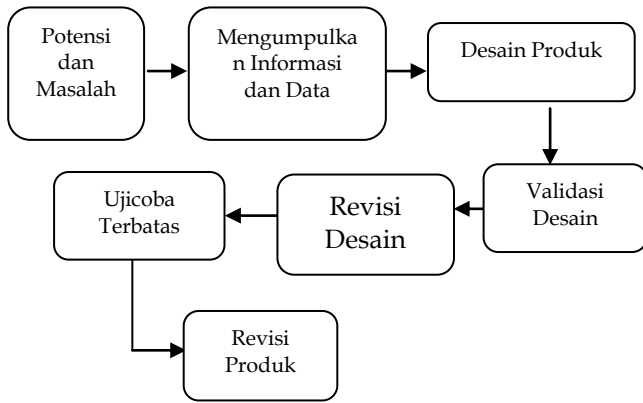 Potensi
dan
Masalah
Mengumpulka
n Informasi
dan Data
Desain Produk
Validasi
Desain
Revisi
Desain
Ujicoba
Terbatas
Revisi
Produk